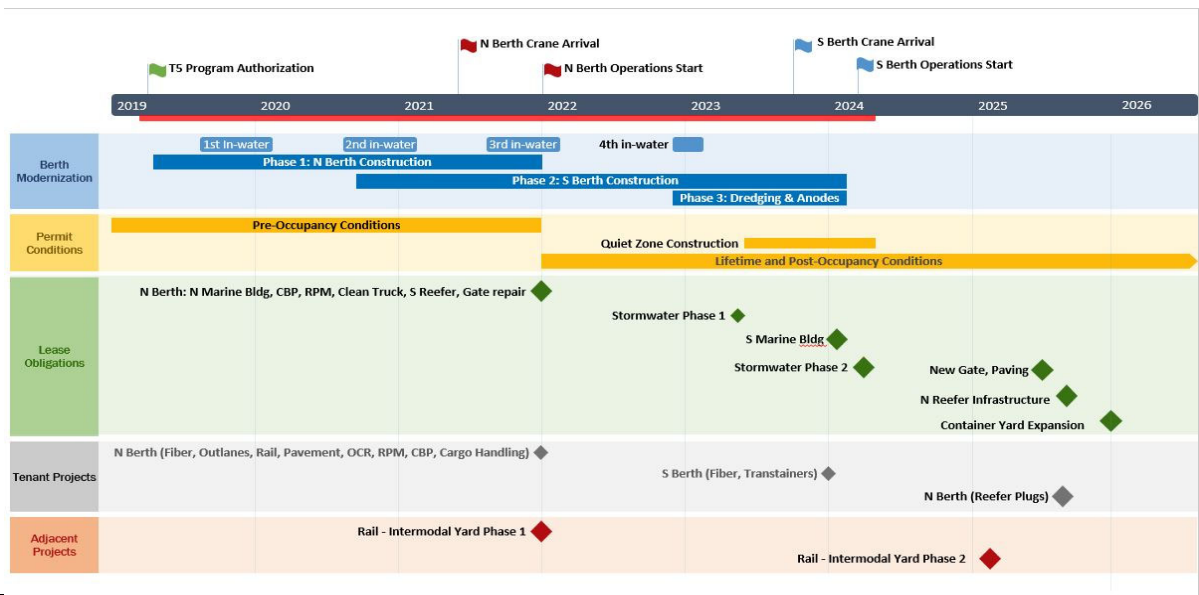 N Berth Crane Arrival
S Berth Crane Arrival
T5 Program Authorization
N Berth Operations Start
S Berth Operations Start
2019 2020 2021 2022 2023 2024 2025 2026
Berth
Modernization
1st In-water 2nd in-water 3rd in-water 4th in-water
Phase 1: N Berth Construction
Phase 2: S Berth Construction
Phase 3: Dredging & Anodes
Permit
Conditions
Pre-Occupancy Conditions
Quiet Zone Construction
Lifetime and Post-Occupancy Conditions
Lease
Obligations
N Berth: N Marine Bldg, CBP, RPM, Clean Truck, S Reefer, Gate repair
Stormwater Phase 1
S Marine Bldg
Stormwater Phase 2
New Gate, Paving
N Reefer Infrastructure
Container Yard Expansion
Tenant Projects
N Berth (Fiber, Outlanes, Rail, Pavement, OCR, RPM, CBP, Cargo Handling)
S Berth (Fiber, Transtainers)
N Berth (Reefer Plugs)
Adjacent
Projects
Rail - Intermodal Yard Phase 1
Rail - Intermodal Yard Phase 2